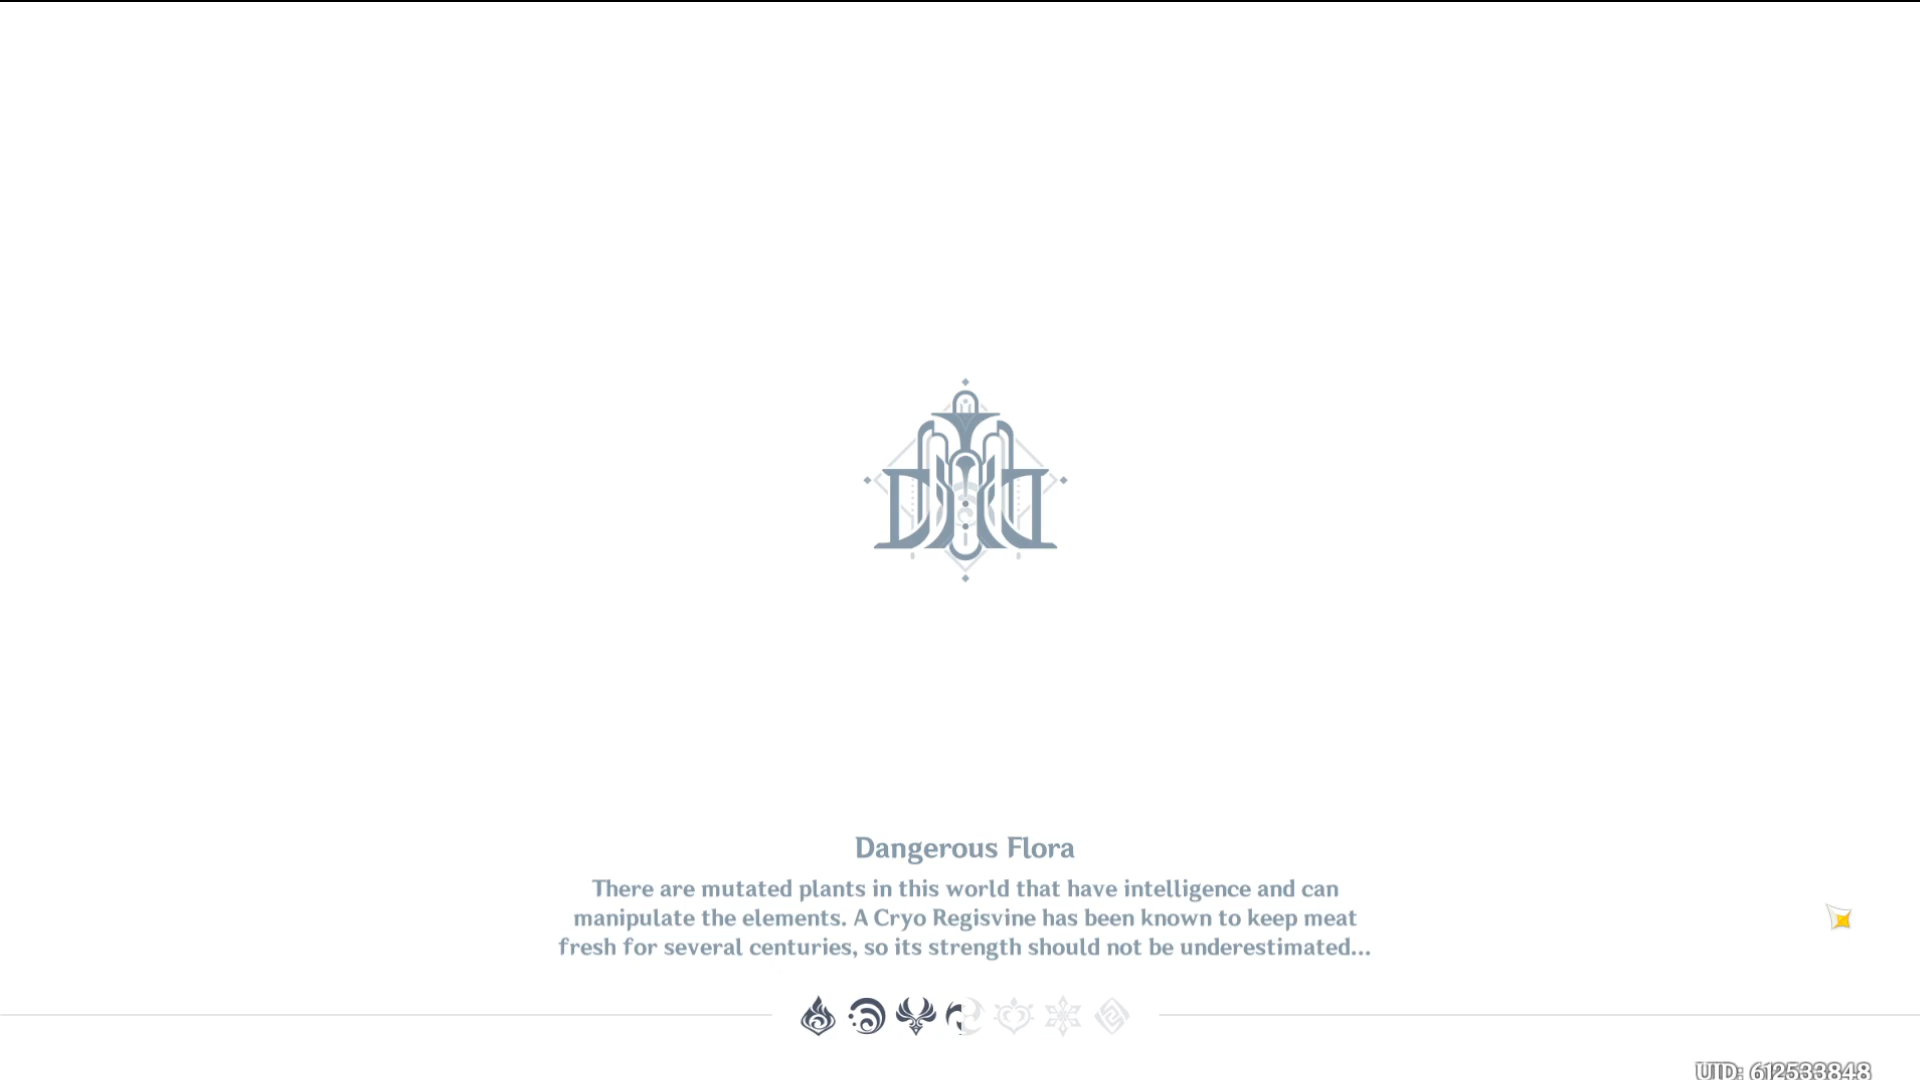 Dangerous Flora
There are mutated plants in this world that have intelligence and can
manipulate the elements. A Cryo Regisvine has been known to keep meat
fresh for several centuries, so its strength should not be underestimated...
UID: 612533848